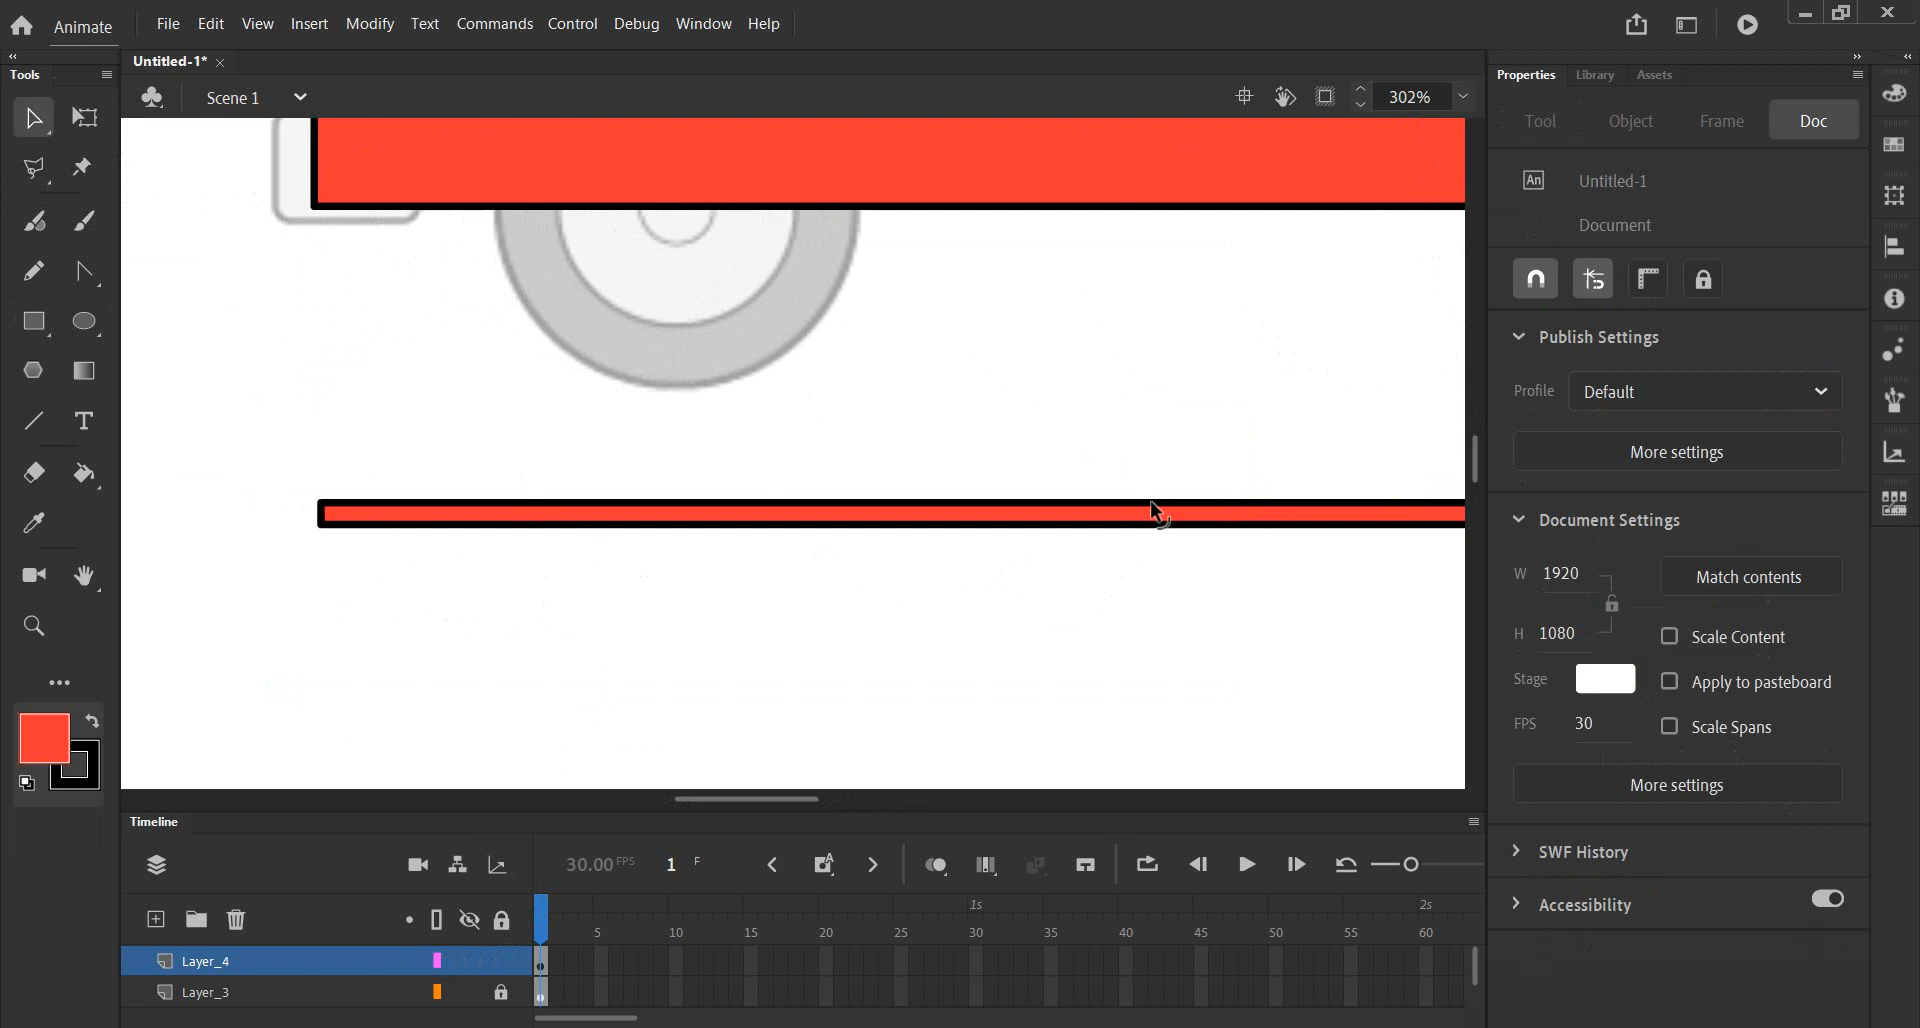 Animate File Edit View Insert Modify Text Commands Control Debug Window Help
Tools
Untitled-1*
Properties Library Assets
Scene 1
302%
Tool Object Frame Doc
An Untitled-1
Document
Publish Settings
Profile Default
More settings
Document Settings
W 1920
Match contents
H 1080
Scale Content
Stage
Apply to pasteboard
FPS 30
Scale Spans
More settings
SWF History
Accessibility
Timeline
30.00 FPS 1 F
1s 2s
5 10 15 20 25 30 35 40 45 50 55 60
Layer_4
Layer_3